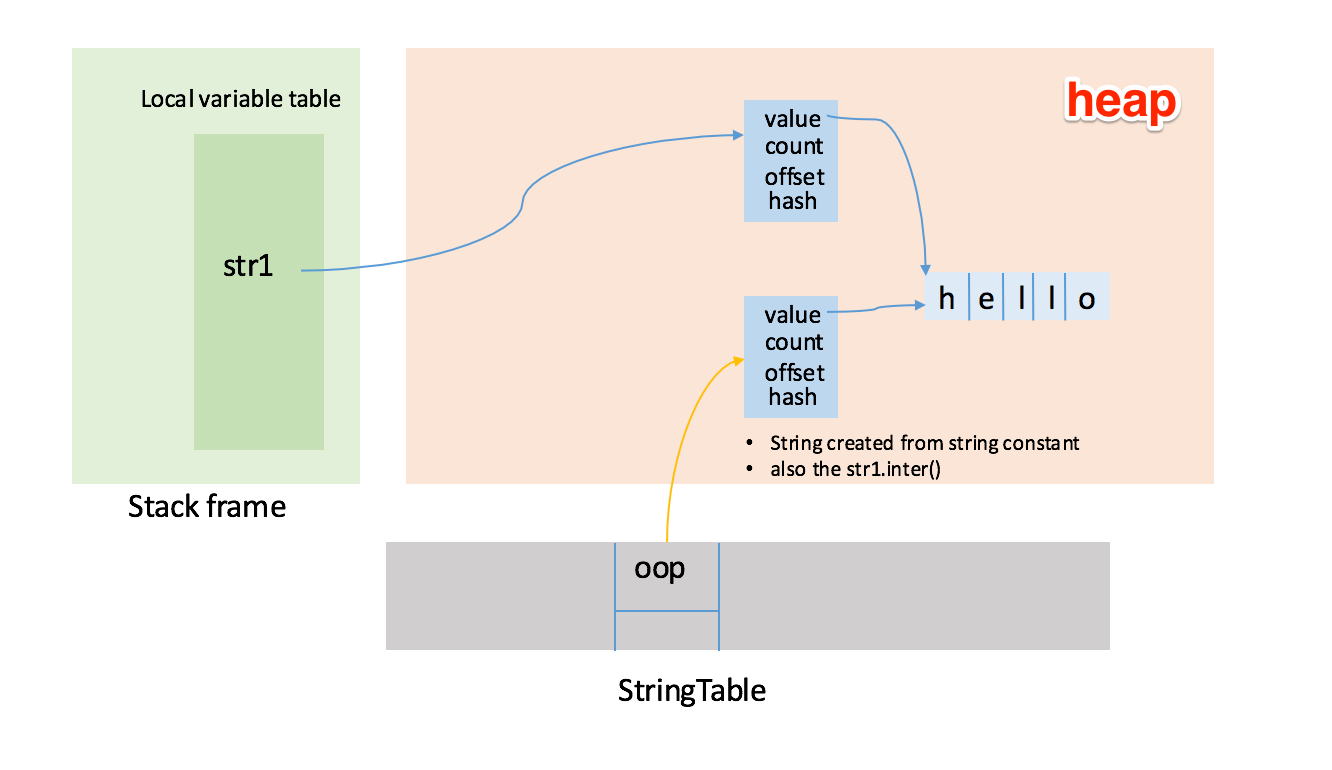 Local variable table
str1
Stack frame
heap
value
count
offset
hash
h e l l o
value
count
offset
hash
• String created from string constant
• also the str1.inter()
oop
StringTable